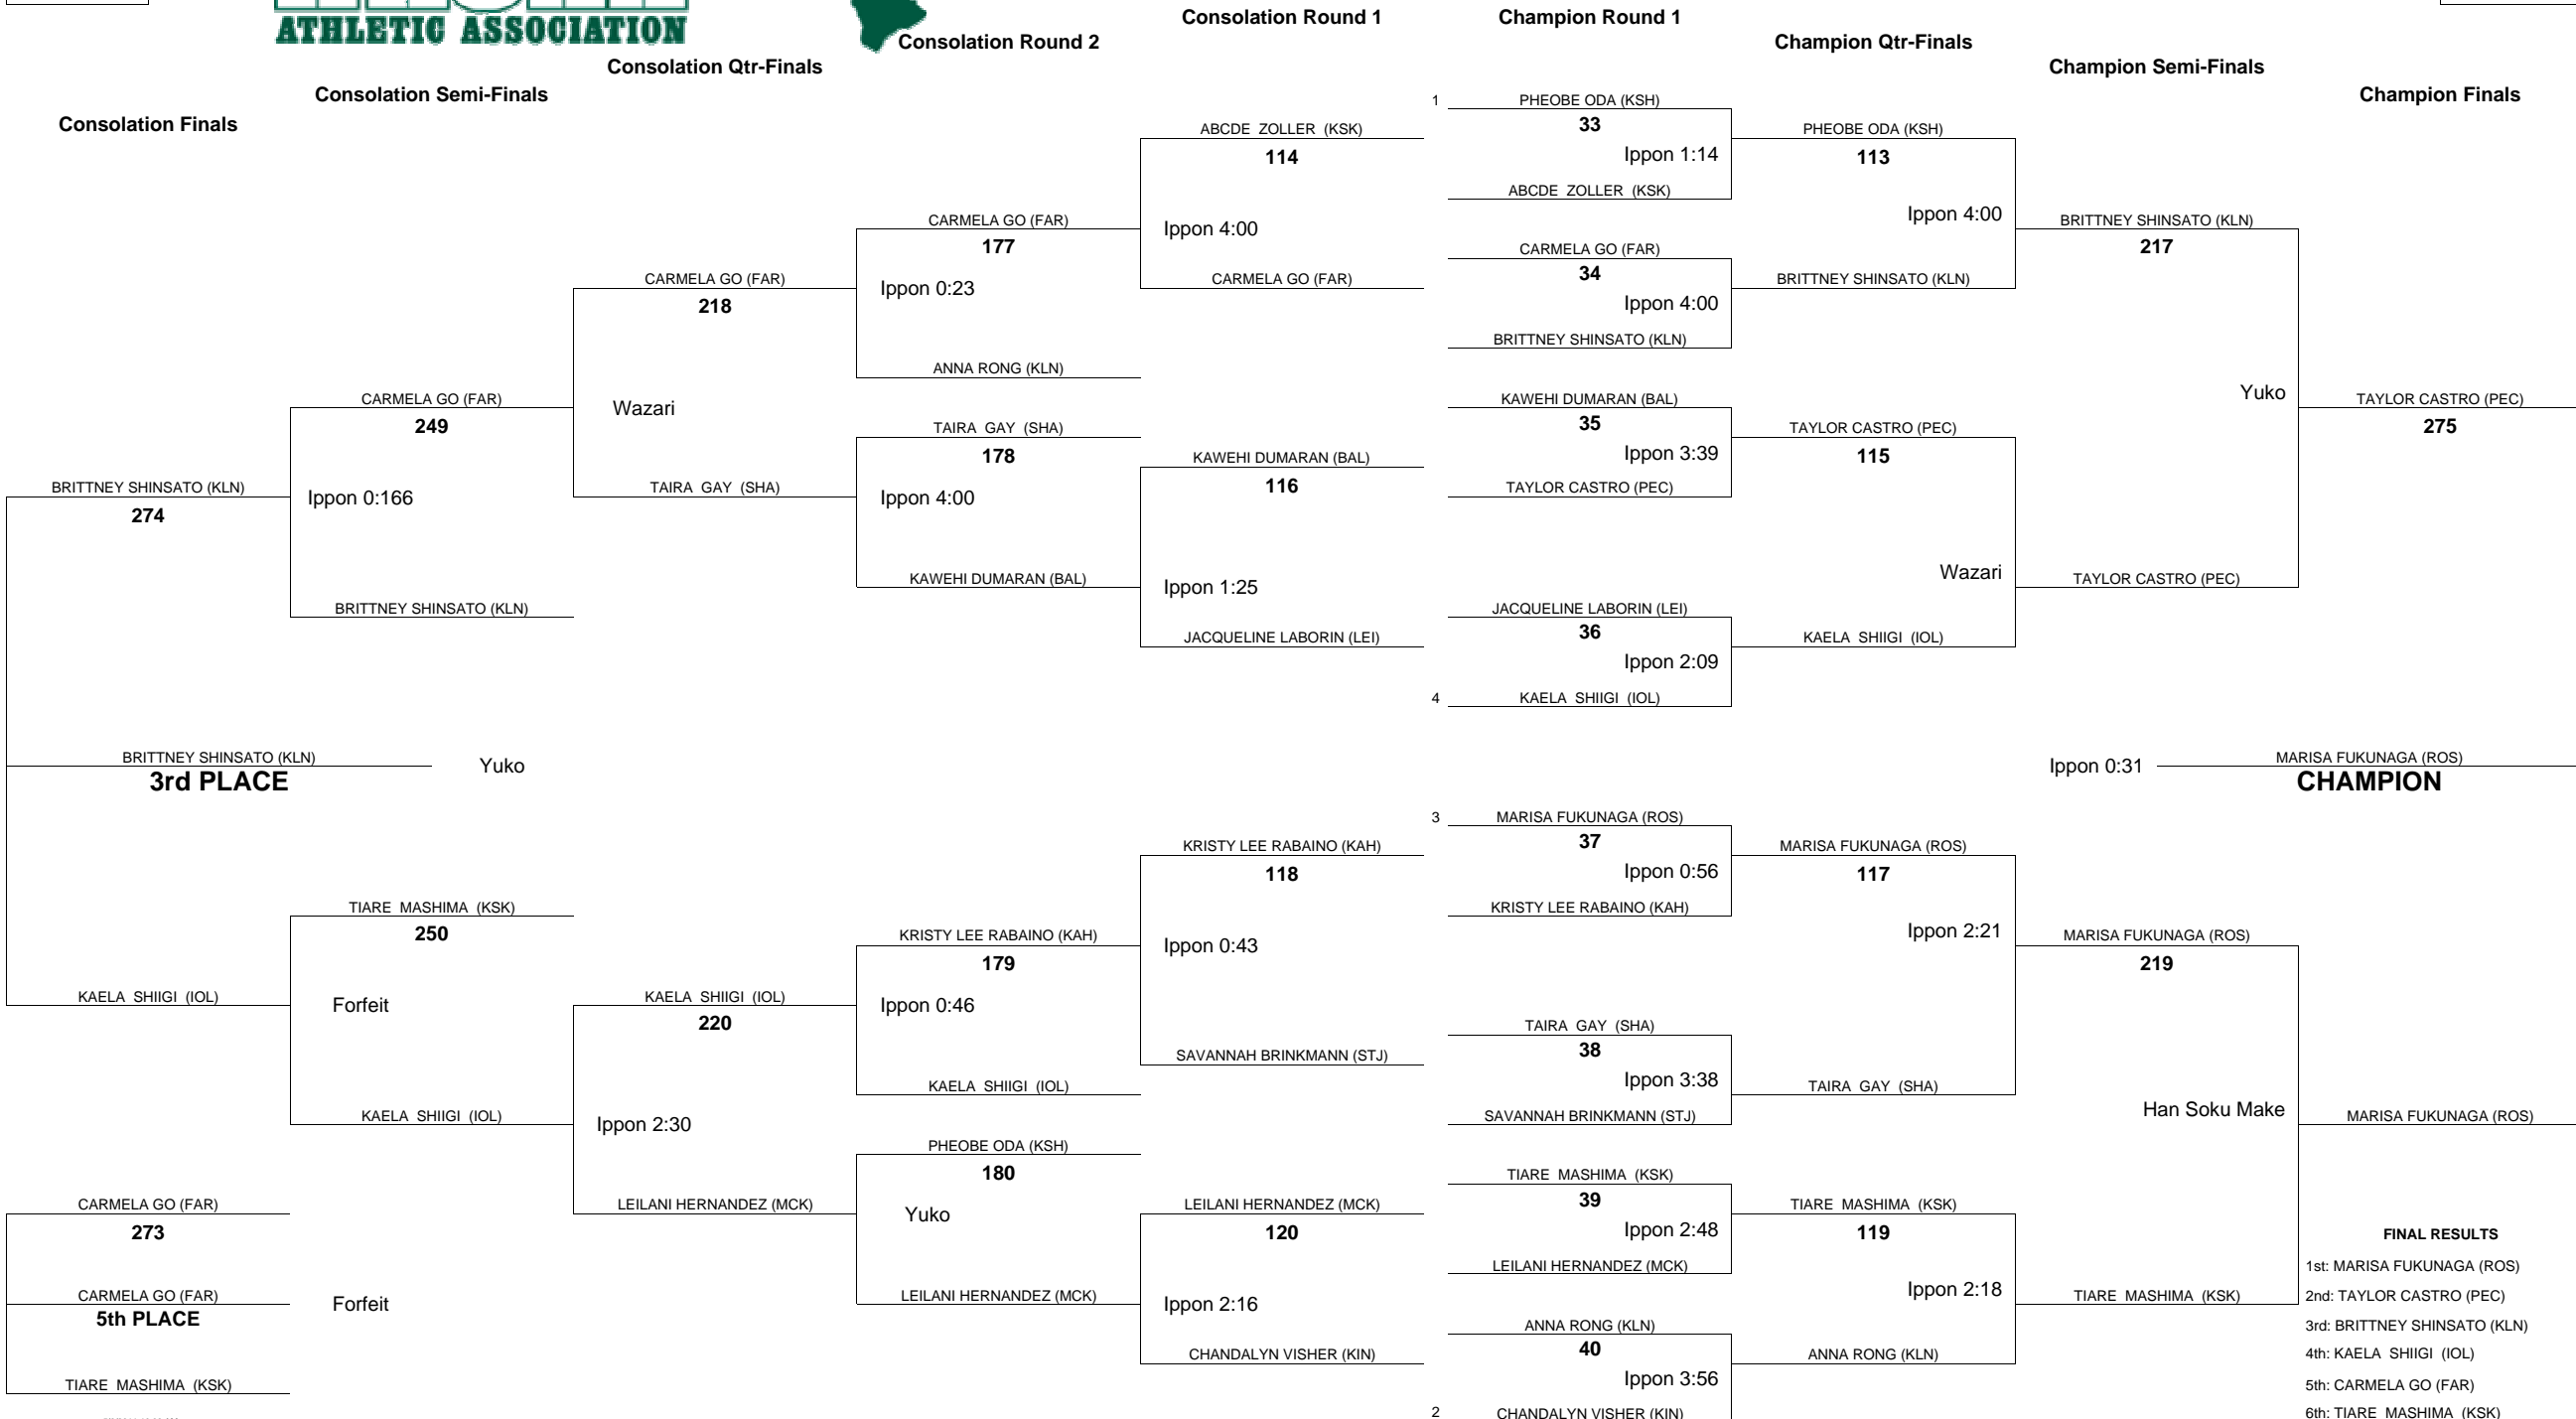 ATHLETIC ASSOCIATION
Consolation Round 1
Champion Round 1
Consolation Round 2
Champion Qtr-Finals
Consolation Qtr-Finals
Champion Semi-Finals
Consolation Semi-Finals
Champion Finals
Consolation Finals
BRITTNEY SHINSATO (KLN)
274
BRITTNEY SHINSATO (KLN)
3rd PLACE
Yuko
KAELA SHIIGI (IOL)
CARMELA GO (FAR)
273
CARMELA GO (FAR)
5th PLACE
Forfeit
TIARE MASHIMA (KSK)
CARMELA GO (FAR)
249
Ippon 0:166
BRITTNEY SHINSATO (KLN)
TIARE MASHIMA (KSK)
250
Forfeit
KAELA SHIIGI (IOL)
CARMELA GO (FAR)
218
Wazari
TAIRA GAY (SHA)
KAELA SHIIGI (IOL)
220
Ippon 2:30
LEILANI HERNANDEZ (MCK)
CARMELA GO (FAR)
177
Ippon 0:23
ANNA RONG (KLN)
TAIRA GAY (SHA)
178
Ippon 4:00
KAWEHI DUMARAN (BAL)
KRISTY LEE RABAINO (KAH)
179
Ippon 0:46
KAELA SHIIGI (IOL)
PHEOBE ODA (KSH)
180
Yuko
LEILANI HERNANDEZ (MCK)
ABCDE ZOLLER (KSK)
114
Ippon 4:00
CARMELA GO (FAR)
KAWEHI DUMARAN (BAL)
116
Ippon 1:25
JACQUELINE LABORIN (LEI)
KRISTY LEE RABAINO (KAH)
118
Ippon 0:43
SAVANNAH BRINKMANN (STJ)
LEILANI HERNANDEZ (MCK)
120
Ippon 2:16
CHANDALYN VISHER (KIN)
1 PHEOBE ODA (KSH)
33
Ippon 1:14
ABCDE ZOLLER (KSK)
CARMELA GO (FAR)
34
Ippon 4:00
BRITTNEY SHINSATO (KLN)
KAWEHI DUMARAN (BAL)
35
Ippon 3:39
TAYLOR CASTRO (PEC)
JACQUELINE LABORIN (LEI)
36
Ippon 2:09
4 KAELA SHIIGI (IOL)
3 MARISA FUKUNAGA (ROS)
37
Ippon 0:56
KRISTY LEE RABAINO (KAH)
TAIRA GAY (SHA)
38
Ippon 3:38
SAVANNAH BRINKMANN (STJ)
TIARE MASHIMA (KSK)
39
Ippon 2:48
LEILANI HERNANDEZ (MCK)
ANNA RONG (KLN)
40
Ippon 3:56
2 CHANDALYN VISHER (KIN)
PHEOBE ODA (KSH)
113
Ippon 4:00
BRITTNEY SHINSATO (KLN)
TAYLOR CASTRO (PEC)
115
Wazari
KAELA SHIIGI (IOL)
MARISA FUKUNAGA (ROS)
117
Ippon 2:21
TAIRA GAY (SHA)
TIARE MASHIMA (KSK)
119
Ippon 2:18
ANNA RONG (KLN)
BRITTNEY SHINSATO (KLN)
217
Yuko
TAYLOR CASTRO (PEC)
MARISA FUKUNAGA (ROS)
219
Han Soku Make
TIARE MASHIMA (KSK)
TAYLOR CASTRO (PEC)
275
Ippon 0:31
MARISA FUKUNAGA (ROS)
CHAMPION
MARISA FUKUNAGA (ROS)
FINAL RESULTS
1st: MARISA FUKUNAGA (ROS)
2nd: TAYLOR CASTRO (PEC)
3rd: BRITTNEY SHINSATO (KLN)
4th: KAELA SHIIGI (IOL)
5th: CARMELA GO (FAR)
6th: TIARE MASHIMA (KSK)